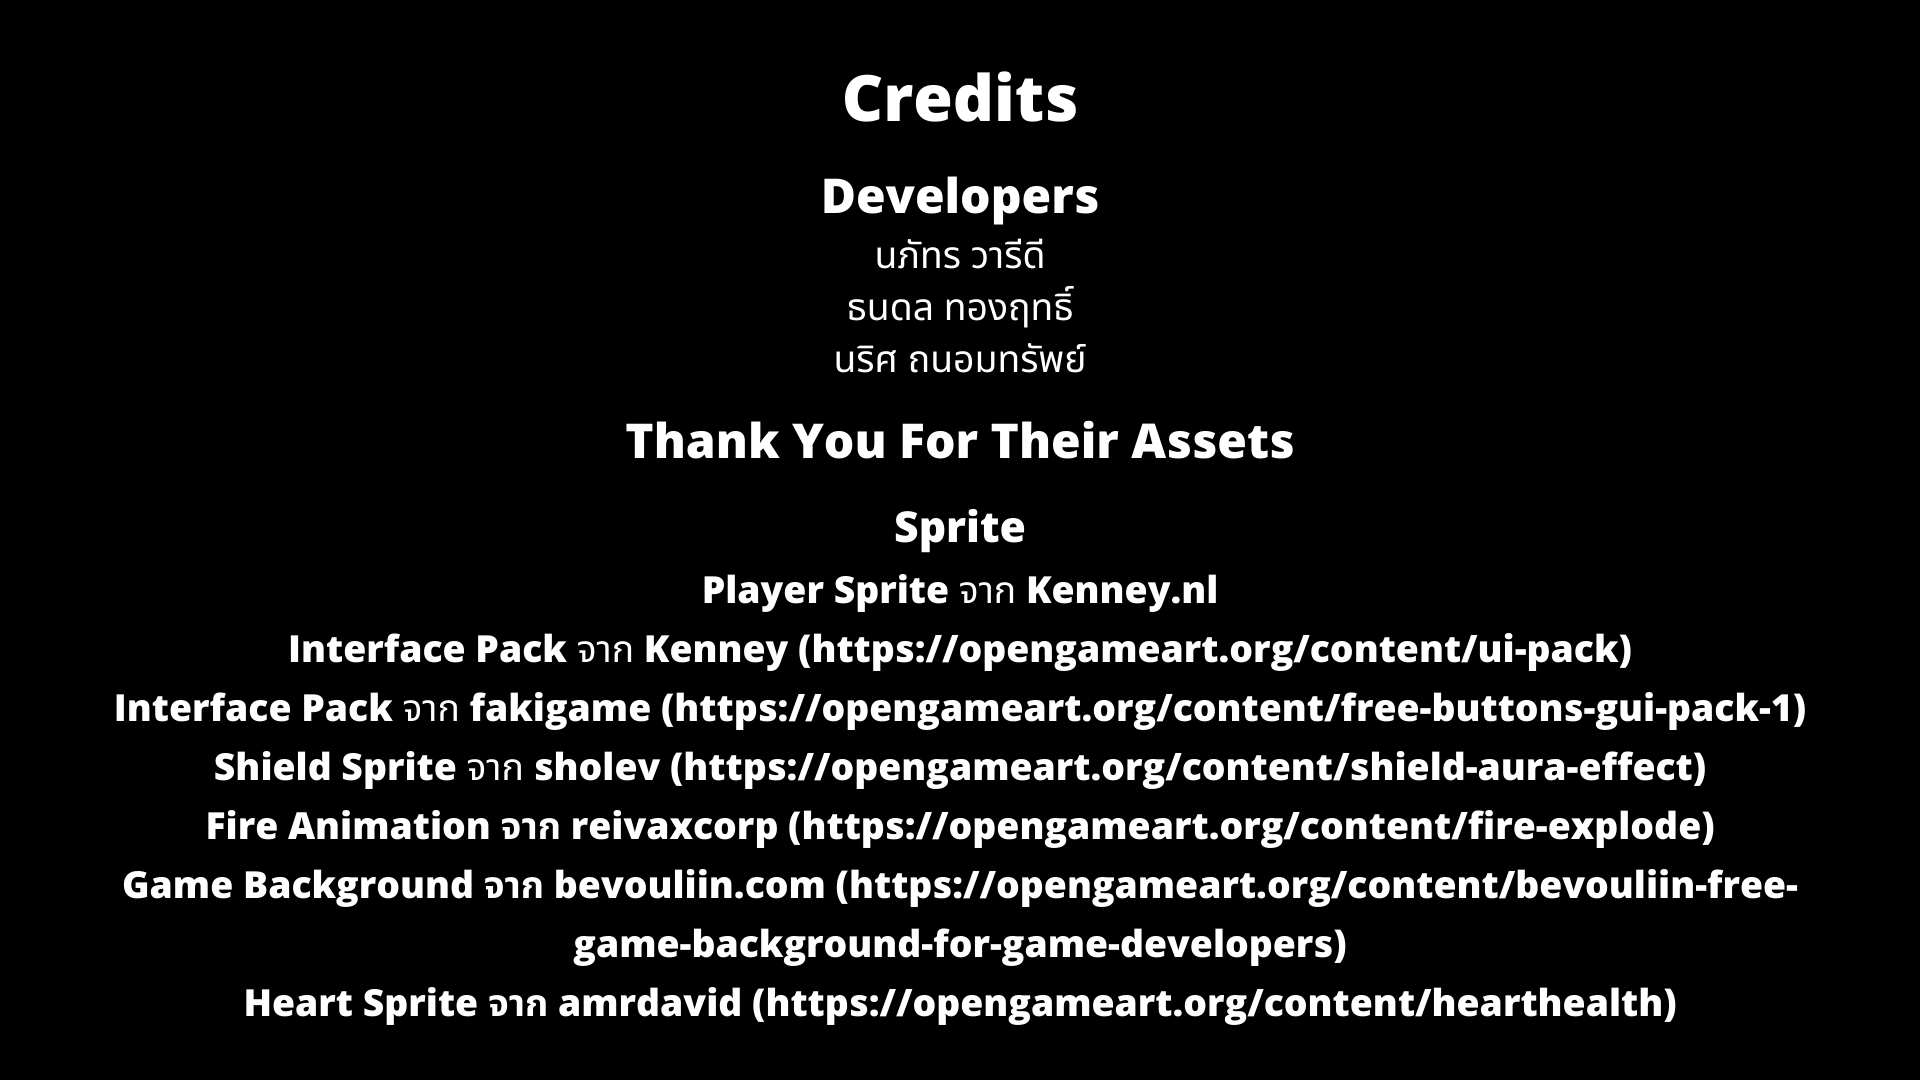 Credits
Developers
นภัทร วารีดี
ธนดล ทองฤทธิ์
นริศ ถนอมทรัพย์
Thank You For Their Assets
Sprite
Player Sprite จาก Kenney.nl
Interface Pack จาก Kenney (https://opengameart.org/content/ui-pack)
Interface Pack จาก fakigame (https://opengameart.org/content/free-buttons-gui-pack-1)
Shield Sprite จาก sholev (https://opengameart.org/content/shield-aura-effect)
Fire Animation จาก reivaxcorp (https://opengameart.org/content/fire-explode)
Game Background จาก bevouliin.com (https://opengameart.org/content/bevouliin-free-
game-background-for-game-developers)
Heart Sprite จาก amrdavid (https://opengameart.org/content/hearthealth)